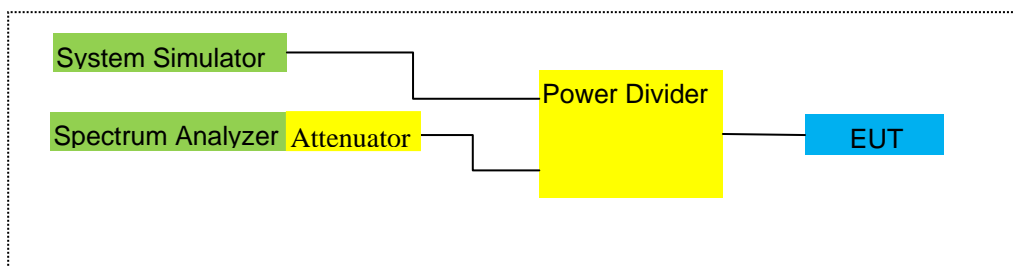 System Simulator
Power Divider
Spectrum Analyzer Attenuator
EUT